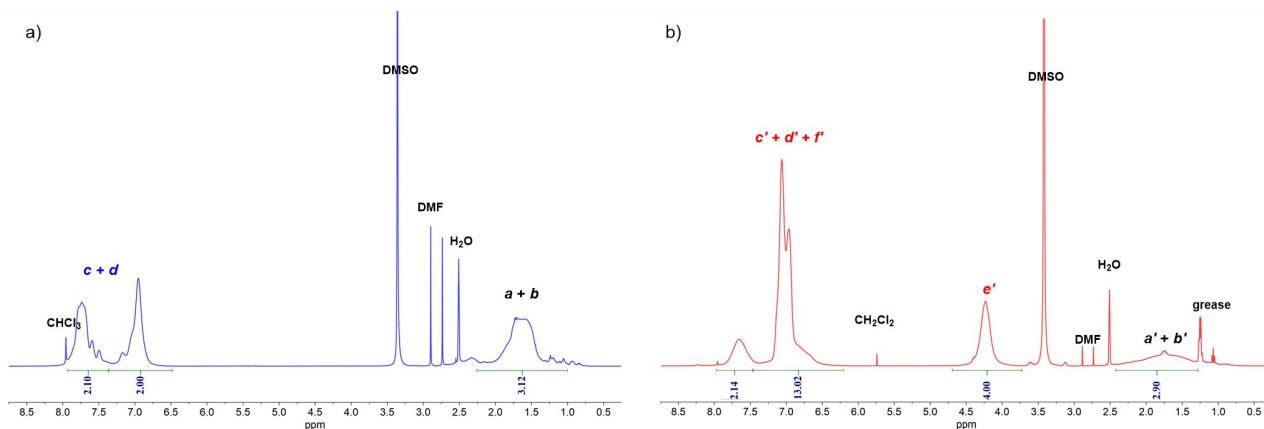 a)
DMSO
DMF
H2O
c + d
a + b
CHCl3
2.10
2.00
3.12
8.5 8.0 7.5 7.0 6.5 6.0 5.5 5.0 4.5 4.0 3.5 3.0 2.5 2.0 1.5 1.0 0.5
ppm
b)
DMSO
c' + d' + f'
H2O
e'
grease
CH2Cl2
DMF
a' + b'
2.14
13.02
4.00
2.90
8.5 8.0 7.5 7.0 6.5 6.0 5.5 5.0 4.5 4.0 3.5 3.0 2.5 2.0 1.5 1.0 0.5
ppm